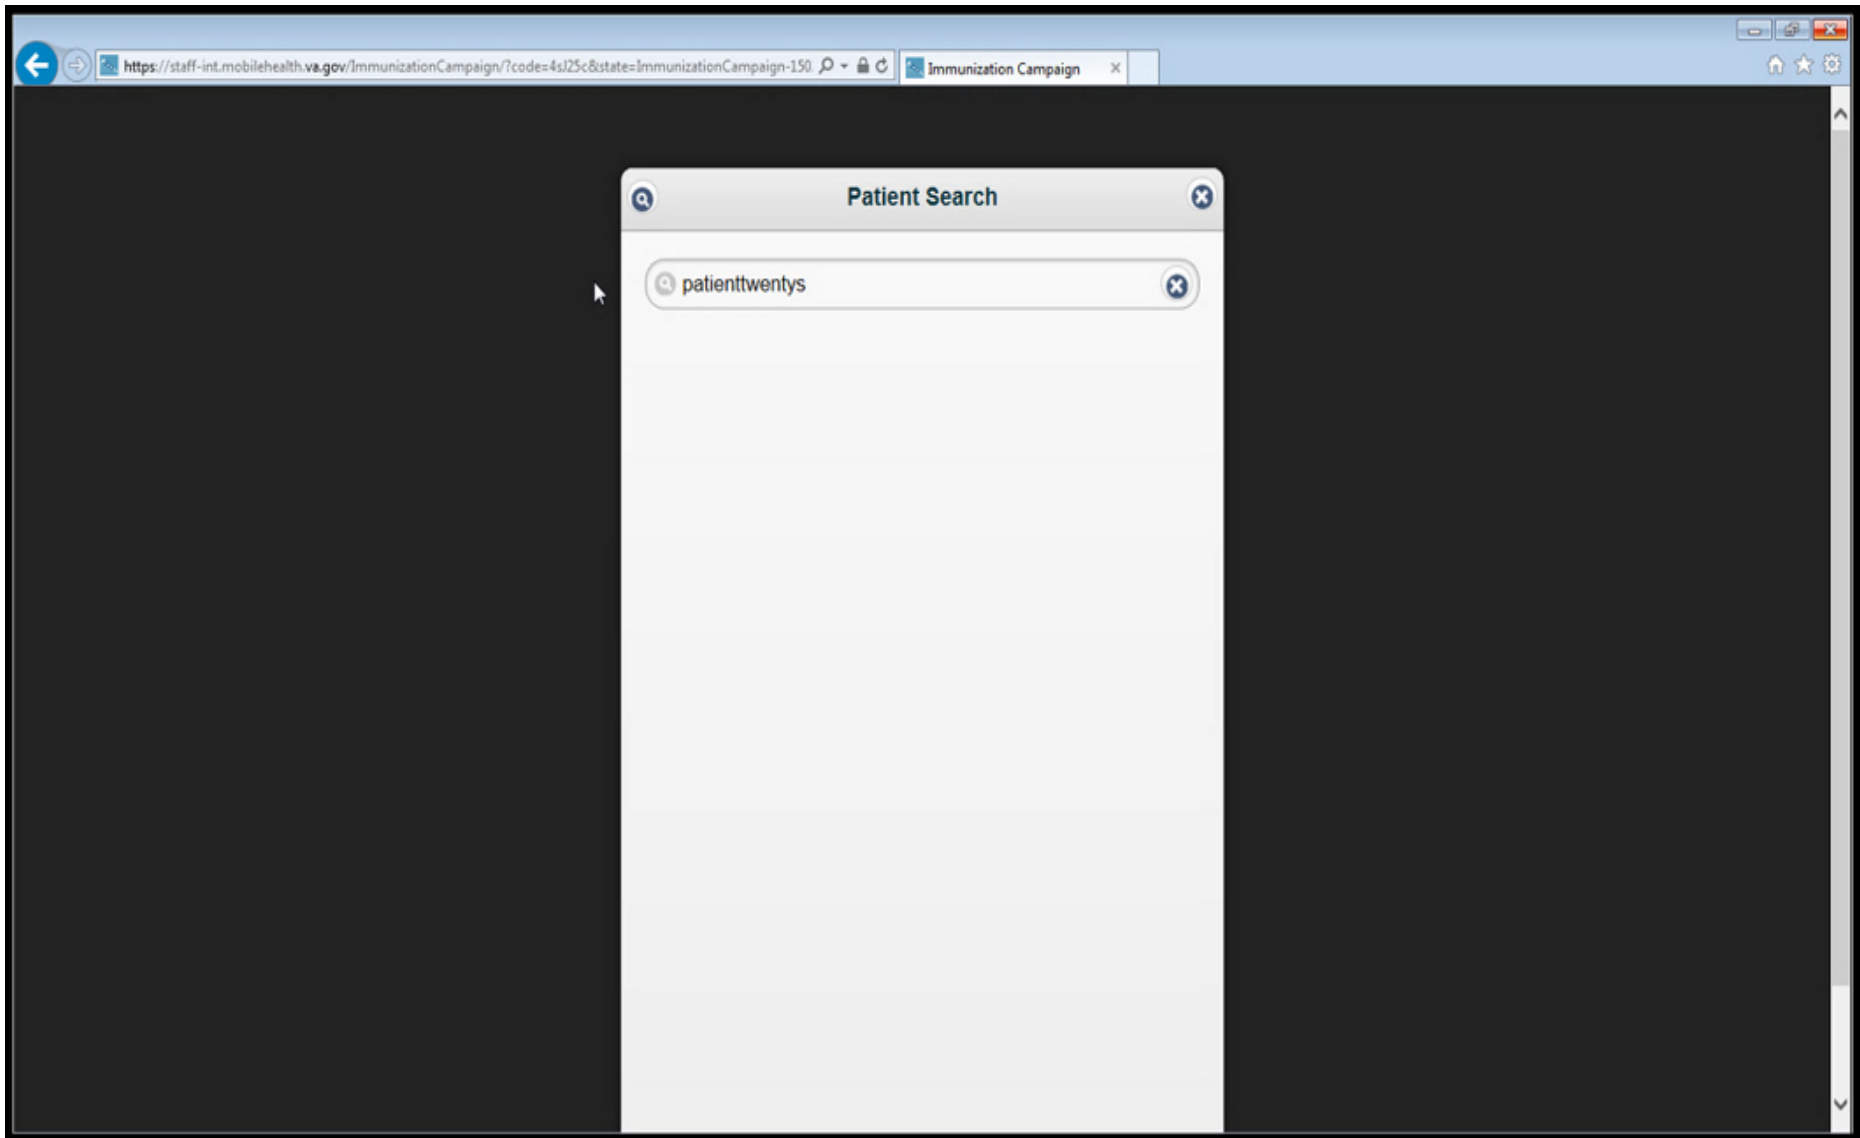 https://staff-int.mobilehealth.va.gov/ImmunizationCampaign/?code=4sJ25c&state=ImmunizationCampaign-150
Immunization Campaign
Patient Search
patienttwentys